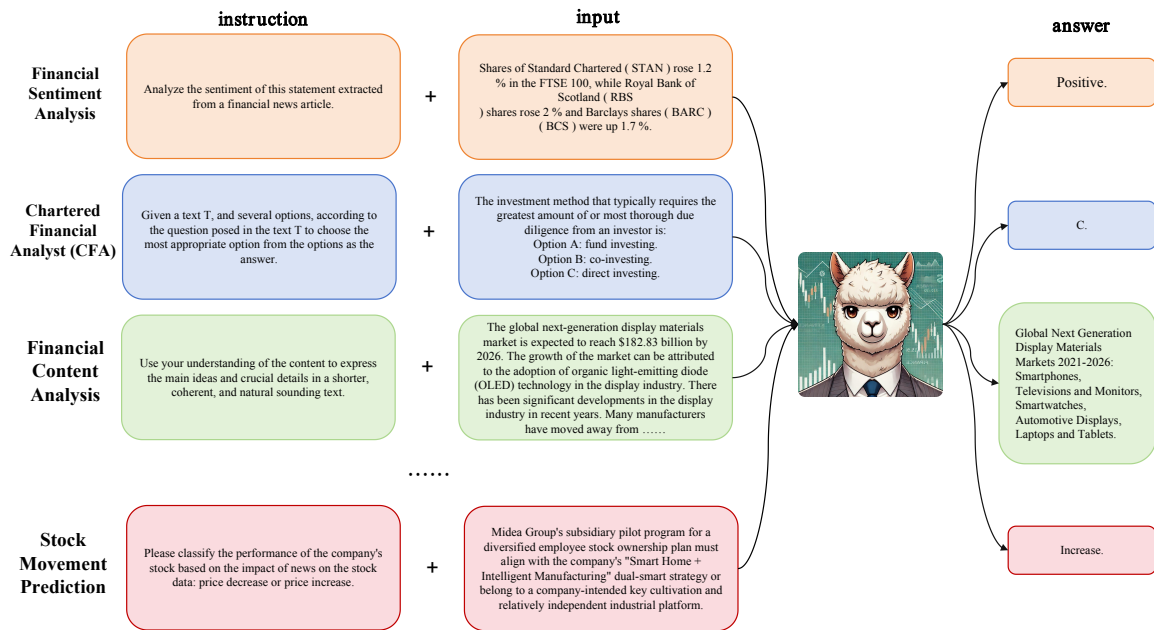 instruction
input
answer
Financial
Sentiment
Analysis
Analyze the sentiment of this statement extracted
from a financial news article.
+
Shares of Standard Chartered ( STAN ) rose 1.2
% in the FTSE 100, while Royal Bank of
Scotland ( RBS
) shares rose 2 % and Barclays shares ( BARC )
( BCS ) were up 1.7 %.
Positive.
Chartered
Financial
Analyst (CFA)
Given a text T, and several options, according to
the question posed in the text T to choose the
most appropriate option from the options as the
answer.
+
The investment method that typically requires the
greatest amount of or most thorough due
diligence from an investor is:
Option A: fund investing.
Option B: co-investing.
Option C: direct investing.
C.
Financial
Content
Analysis
Use your understanding of the content to express
the main ideas and crucial details in a shorter,
coherent, and natural sounding text.
+
The global next-generation display materials
market is expected to reach $182.83 billion by
2026. The growth of the market can be attributed
to the adoption of organic light-emitting diode
(OLED) technology in the display industry. There
has been significant developments in the display
industry in recent years. Many manufacturers
have moved away from ……
Global Next Generation
Display Materials
Markets 2021-2026:
Smartphones,
Televisions and Monitors,
Smartwatches,
Automotive Displays,
Laptops and Tablets.
……
Stock
Movement
Prediction
Please classify the performance of the company's
stock based on the impact of news on the stock
data: price decrease or price increase.
+
Midea Group's subsidiary pilot program for a
diversified employee stock ownership plan must
align with the company's "Smart Home +
Intelligent Manufacturing" dual-smart strategy or
belong to a company-intended key cultivation and
relatively independent industrial platform.
Increase.